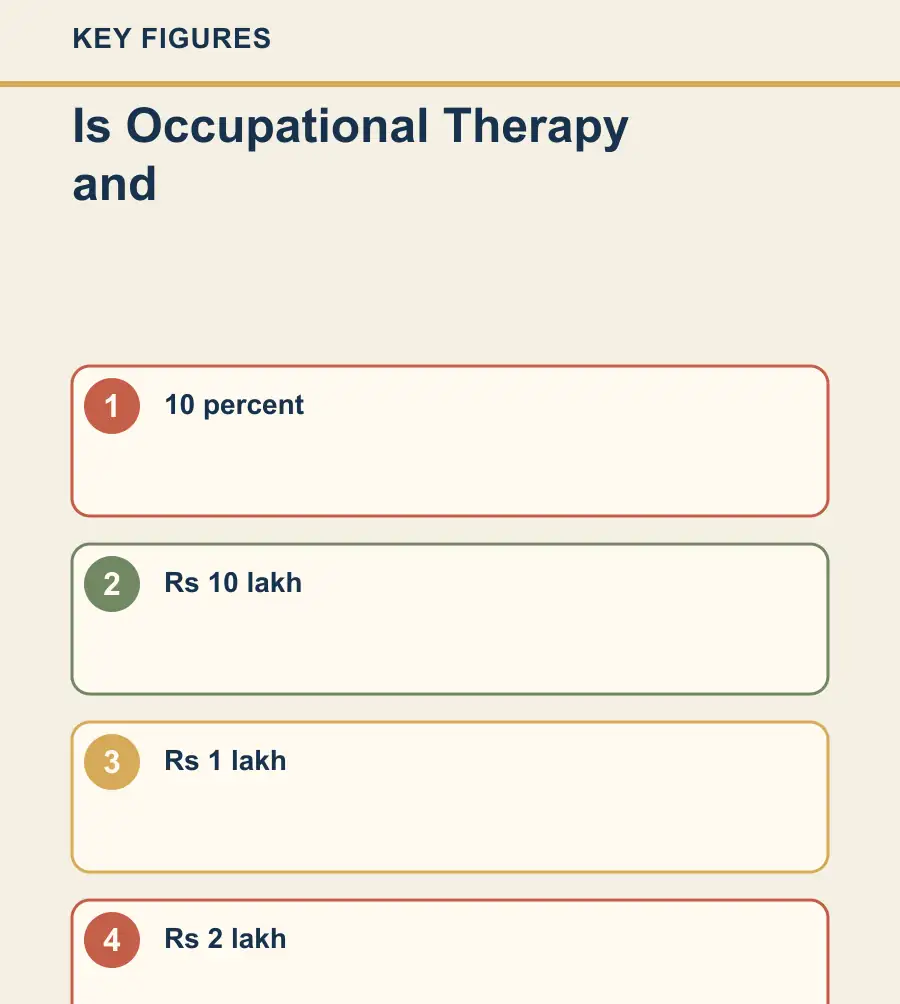 KEY FIGURES
Is Occupational Therapy
and
1
10 percent
2
Rs 10 lakh
3
Rs 1 lakh
4
Rs 2 lakh